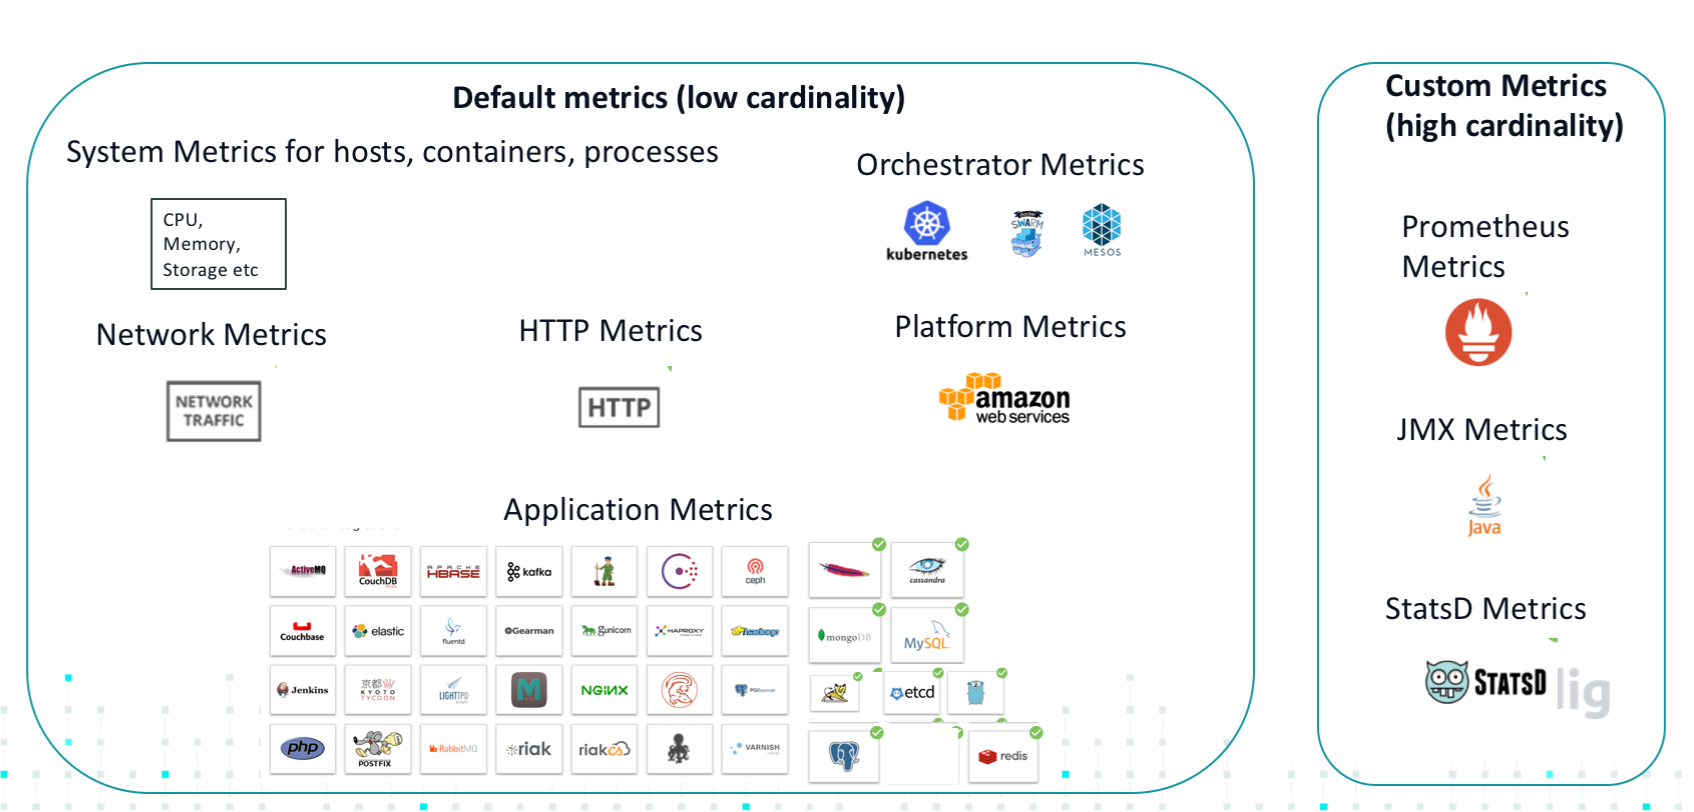 Default metrics (low cardinality)
System Metrics for hosts, containers, processes
CPU,
Memory,
Storage etc
Orchestrator Metrics
kubernetes
SWARM
MESOS
Network Metrics
NETWORK
TRAFFIC
HTTP Metrics
HTTP
Platform Metrics
amazon
web services
Application Metrics
ActiveMQ
CouchDB
APACHE
HBASE
kafka
ceph
cassandra
Couchbase
elastic
fluentd
Gearman
gunicorn
HAPROXY
hadoop
mongoDB
MySQL
Jenkins
京都
KYOTO
TYCOON
LIGHTTPD
M
NGINX
PGBouncer
etcd
php
POSTFIX
RabbitMQ
riak
riakcs
VARNISH
redis
Custom Metrics
(high cardinality)
Prometheus
Metrics
JMX Metrics
Java
StatsD Metrics
STATSD
lig